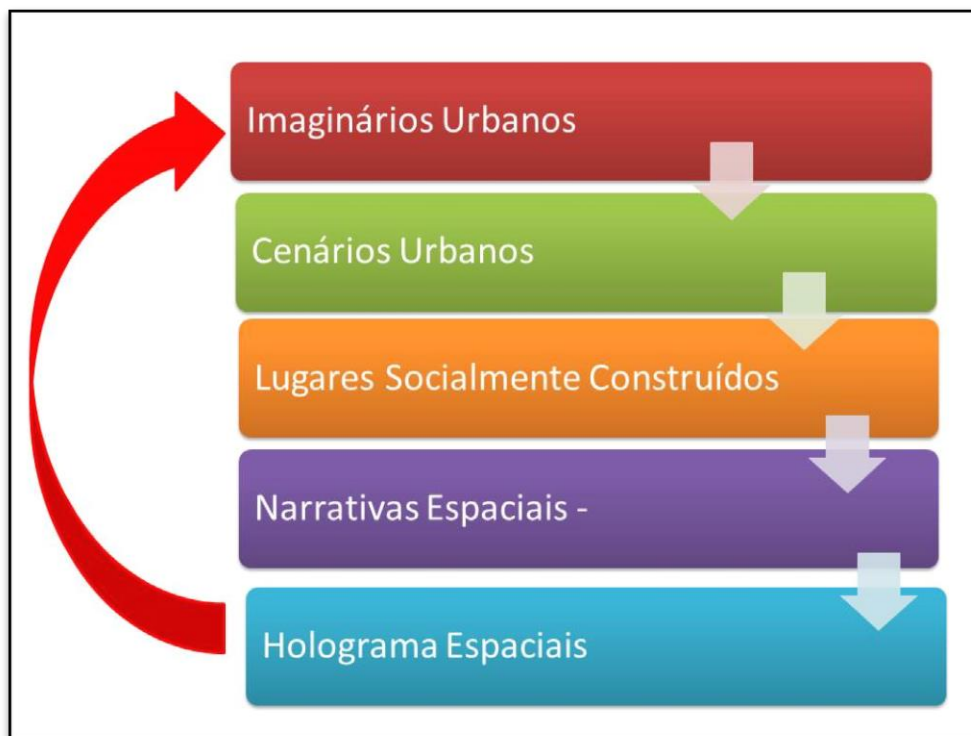 Imaginários Urbanos
Cenários Urbanos
Lugares Socialmente Construídos
Narrativas Espaciais -
Holograma Espaciais